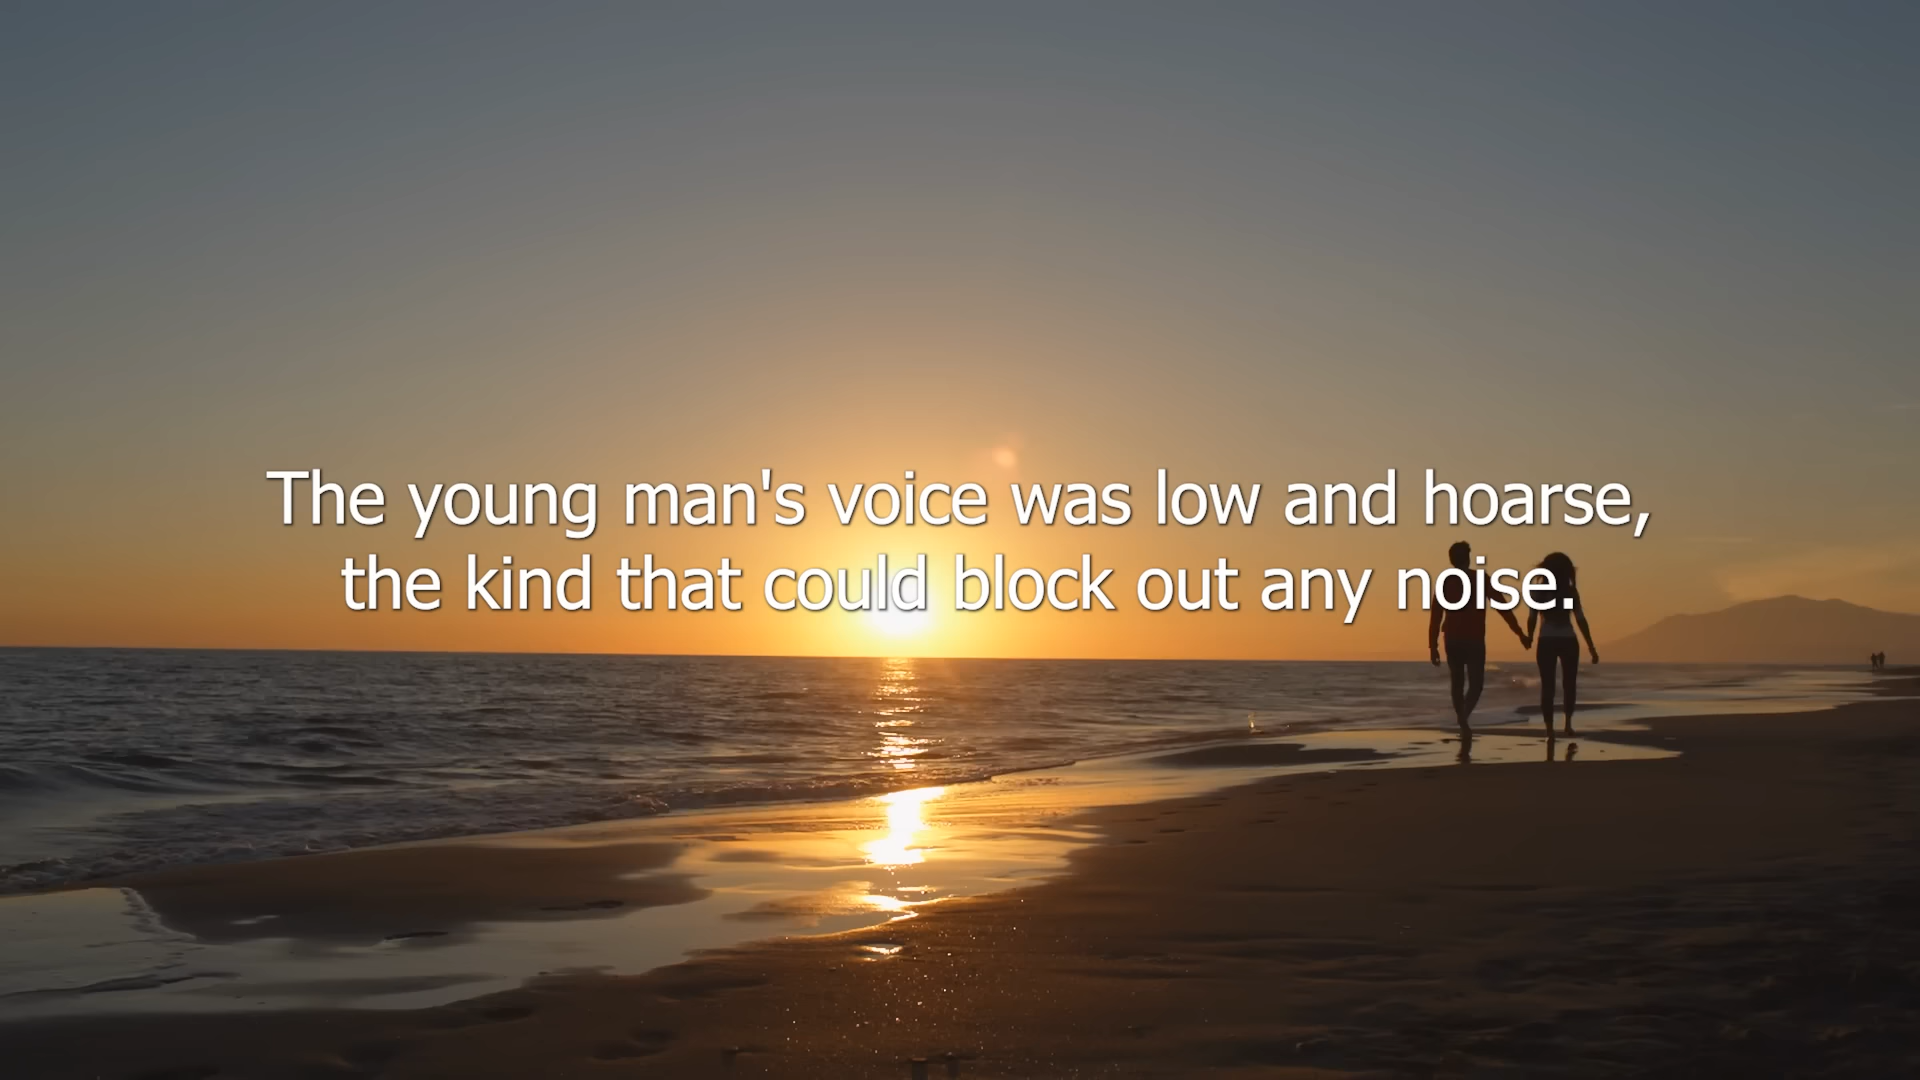 The young man's voice was low and hoarse,
the kind that could block out any noise.